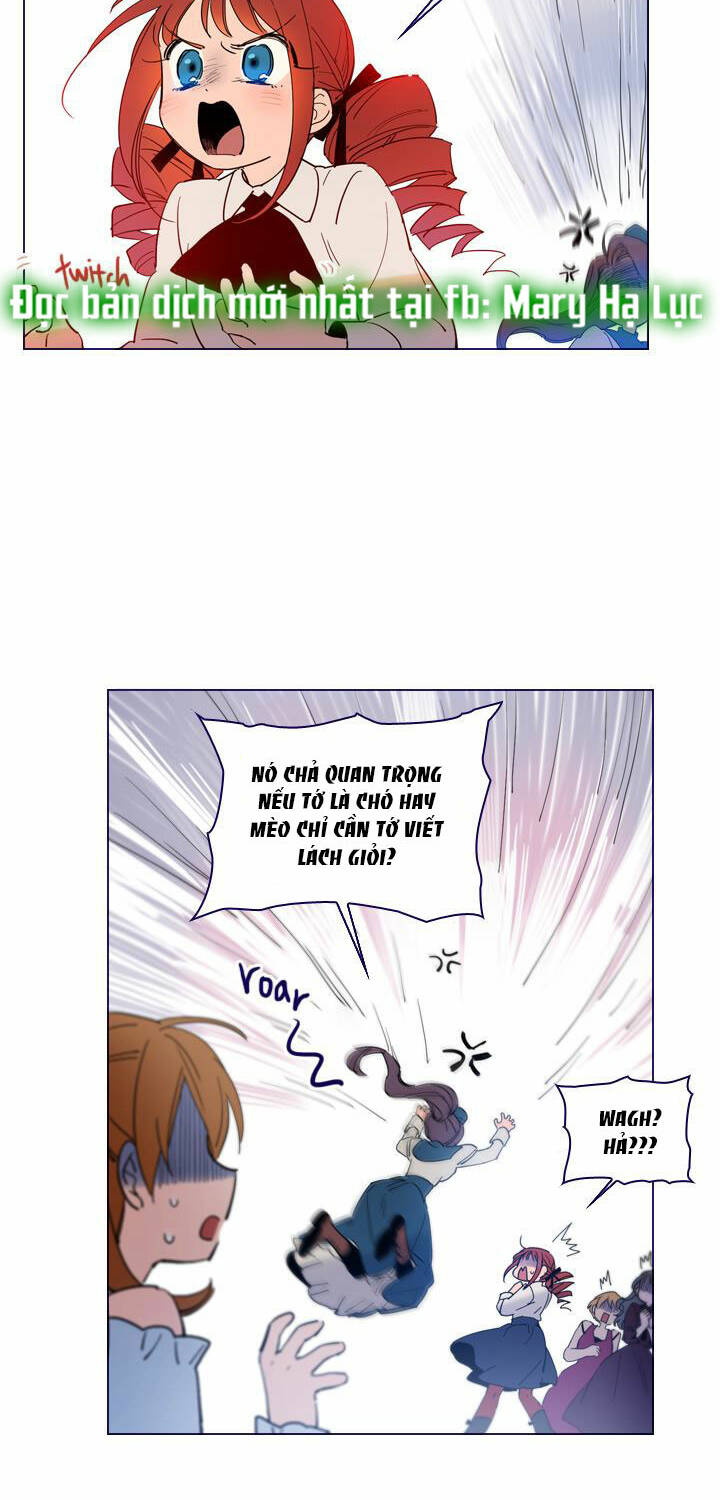 twitch
Đọc bản dịch mới nhất tại fb: Mary Hạ Lục
NÓ CHẢ QUAN TRỌNG
NẾU TỚ LÀ CHÓ HAY
MÈO CHỈ CẦN TỚ VIẾT
LÁCH GIỎI?
roar
WAGH?
HẢ???